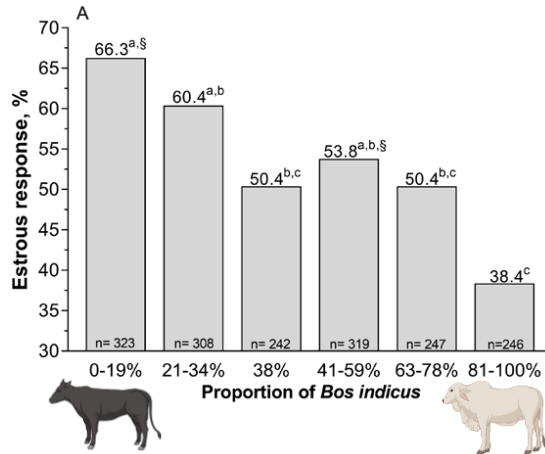 A
Estrous response, %
70
65
60
55
50
45
40
35
30
66.3a,§
60.4a,b
50.4b,c
53.8a,b,§
50.4b,c
38.4c
n= 323
n= 308
n= 242
n= 319
n= 247
n=246
0-19%
21-34%
38%
41-59%
63-78%
81-100%
Proportion of Bos indicus